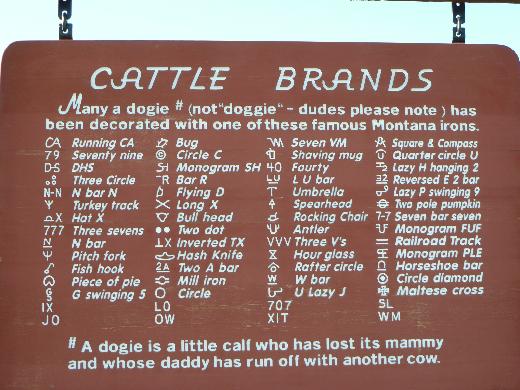 CATTLE BRANDS
Many a dogie # (not "doggie" - dudes please note) has
been decorated with one of these famous Montana irons.
CA Running CA Bug Seven VM Square & Compass
79 Seventy nine © Circle C Shaving mug Quarter circle U
D-S DHS Monogram SH 40 Fourty Lazy H hanging 2
Three Circle Bar R LU L U bar Reversed E 2 bar
N-N N bar N Flying D Umbrella Lazy P swinging 9
Turkey track Long X Spearhead Two pole pumkin
X Hat X Bull head Rocking Chair 7-7 Seven bar seven
777 Three sevens Two dot Antler Monogram FUF
N N bar Inverted TX VVV Three V's Railroad Track
Pitch fork Hash Knife Hour glass Monogram PLE
Fish hook 2A Two A bar Rafter circle Horseshoe bar
Piece of pie Mill iron W W bar Circle diamond
G swinging 5 Circle U Lazy J Maltese cross
IX LO 707 SL
JO OW XIT WM
# A dogie is a little calf who has lost its mammy
and whose daddy has run off with another cow.